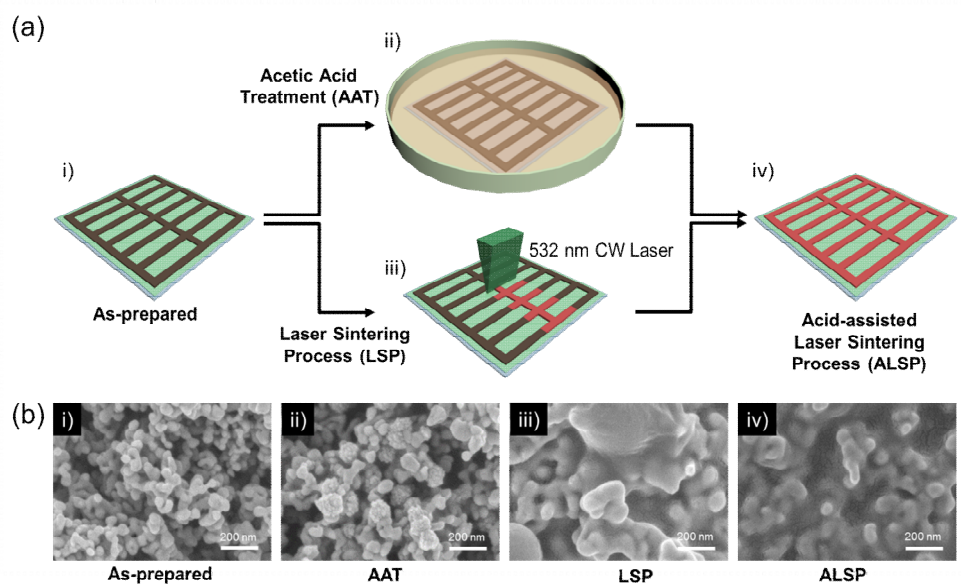 (a)
ii)
Acetic Acid
Treatment (AAT)
i)
iv)
532 nm CW Laser
iii)
As-prepared
Laser Sintering
Process (LSP)
Acid-assisted
Laser Sintering
Process (ALSP)
(b)
i)
ii)
iii)
iv)
200 nm
200 nm
200 nm
200 nm
As-prepared
AAT
LSP
ALSP